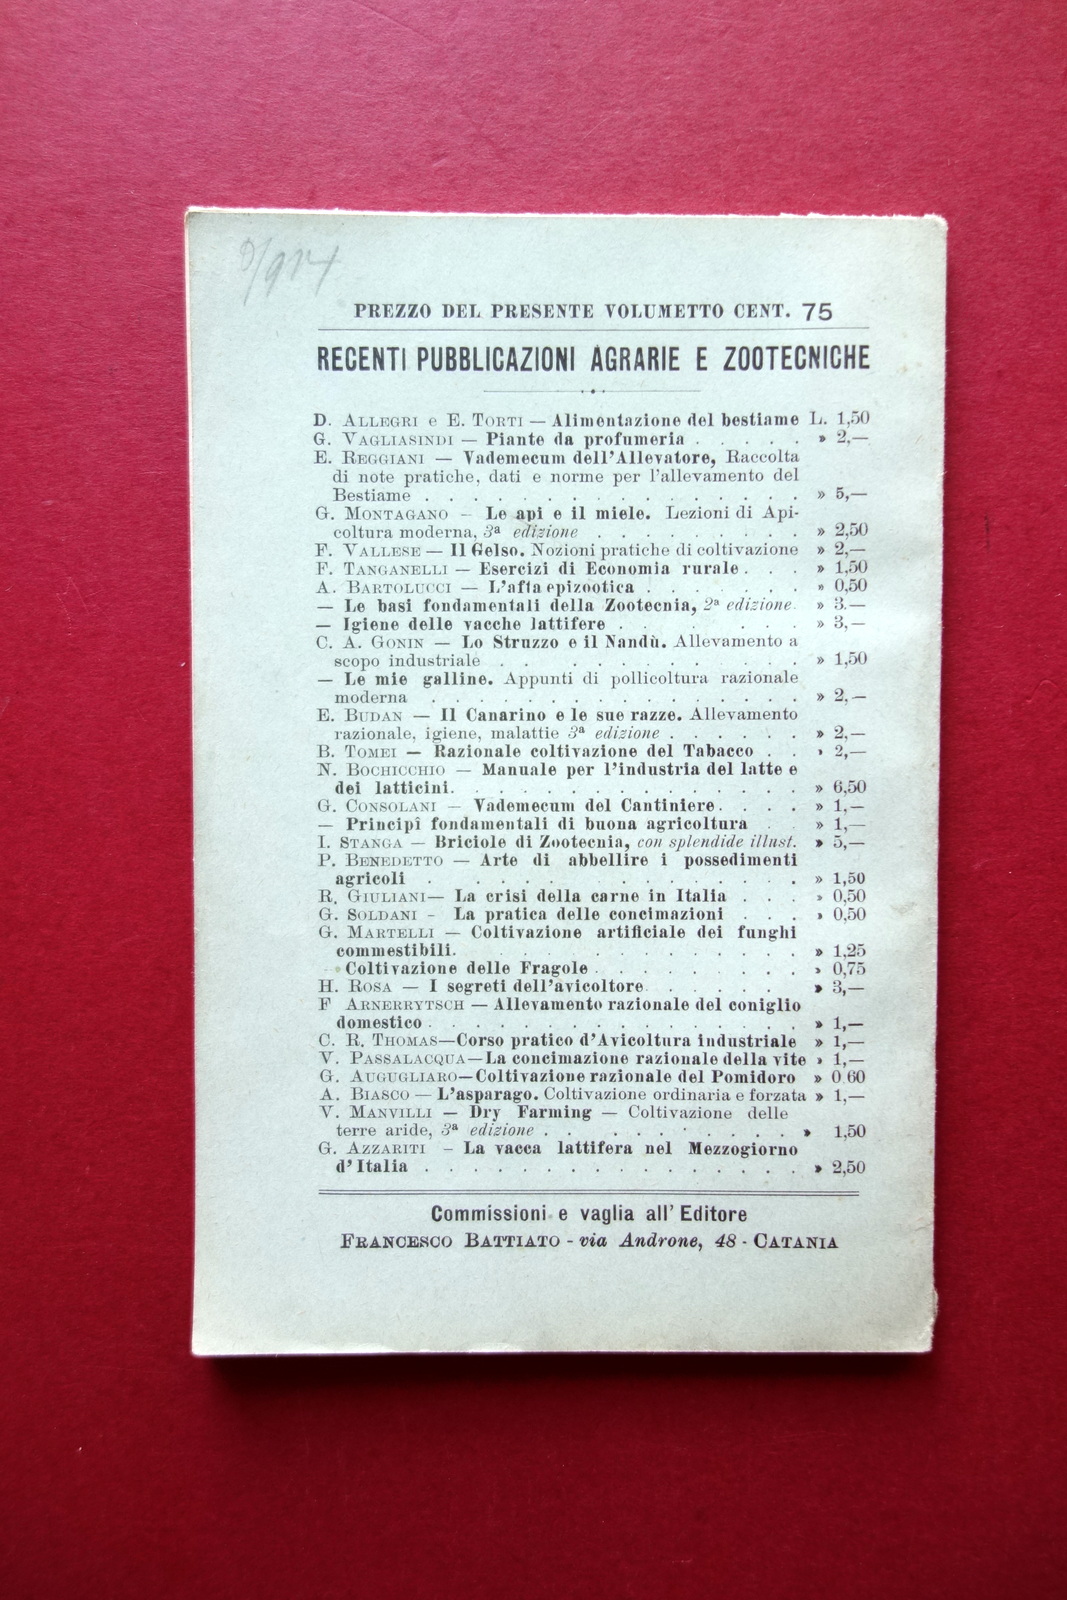 PREZZO DEL PRESENTE VOLUMETTO CENT. 75
RECENTI PUBBLICAZIONI AGRARIE E ZOOTECNICHE
D. ALLEGRI e E. TORTI — Alimentazione del bestiame L. 1,50
G. VAGLIASINDI — Piante da profumeria . . . . . » 2,—
E. REGGIANI — Vademecum dell'Allevatore, Raccolta
di note pratiche, dati e norme per l'allevamento del
Bestiame . . . . . . . . . . . . . . . . » 5,—
G. MONTAGANO — Le api e il miele. Lezioni di Api-
coltura moderna, 3ª edizione . . . . . . . . » 2,50
F. VALLESE — Il Gelso. Nozioni pratiche di coltivazione » 2,—
F. TANGANELLI — Esercizi di Economia rurale . . . » 1,50
A. BARTOLUCCI — L'afta epizootica . . . . . . . » 0,50
— Le basi fondamentali della Zootecnia, 2ª edizione. » 3.—
— Igiene delle vacche lattifere . . . . . . . » 3,—
C. A. GONIN — Lo Struzzo e il Nandù. Allevamento a
scopo industriale . . . . . . . . . . . . » 1,50
— Le mie galline. Appunti di pollicoltura razionale
moderna . . . . . . . . . . . . . . . » 2,—
E. BUDAN — Il Canarino e le sue razze. Allevamento
razionale, igiene, malattie 3ª edizione . . . . . . » 2,—
B. TOMEI — Razionale coltivazione del Tabacco . . » 2,—
N. BOCHICCHIO — Manuale per l'industria del latte e
dei latticini. . . . . . . . . . . . . . . » 6,50
G. CONSOLANI — Vademecum del Cantiniere. . . . . » 1,—
— Principî fondamentali di buona agricoltura . . » 1,—
I. STANGA — Briciole di Zootecnia, con splendide illust. » 5,—
P. BENEDETTO — Arte di abbellire i possedimenti
agricoli . . . . . . . . . . . . . . . » 1,50
R. GIULIANI— La crisi della carne in Italia . . . » 0,50
G. SOLDANI - La pratica delle concimazioni . . . » 0,50
G. MARTELLI — Coltivazione artificiale dei funghi
commestibili. . . . . . . . . . . . . . » 1,25
- Coltivazione delle Fragole . . . . . . . . . » 0,75
H. ROSA — I segreti dell'avicoltore . . . . . . » 3,—
F ARNERRYTSCH — Allevamento razionale del coniglio
domestico . . . . . . . . . . . . . . . » 1,—
C. R. THOMAS—Corso pratico d'Avicoltura industriale » 1,—
V. PASSALACQUA—La concimazione razionale della vite » 1,—
G. AUGUGLIARO—Coltivazione razionale del Pomidoro » 0.60
A. BIASCO — L'asparago. Coltivazione ordinaria e forzata » 1,—
V. MANVILLI — Dry Farming — Coltivazione delle
terre aride, 3ª edizione . . . . . . . . . . » 1,50
G. AZZARITI - La vacca lattifera nel Mezzogiorno
d'Italia . . . . . . . . . . . . . . . » 2,50
Commissioni e vaglia all' Editore
FRANCESCO BATTIATO - via Androne, 48 - CATANIA